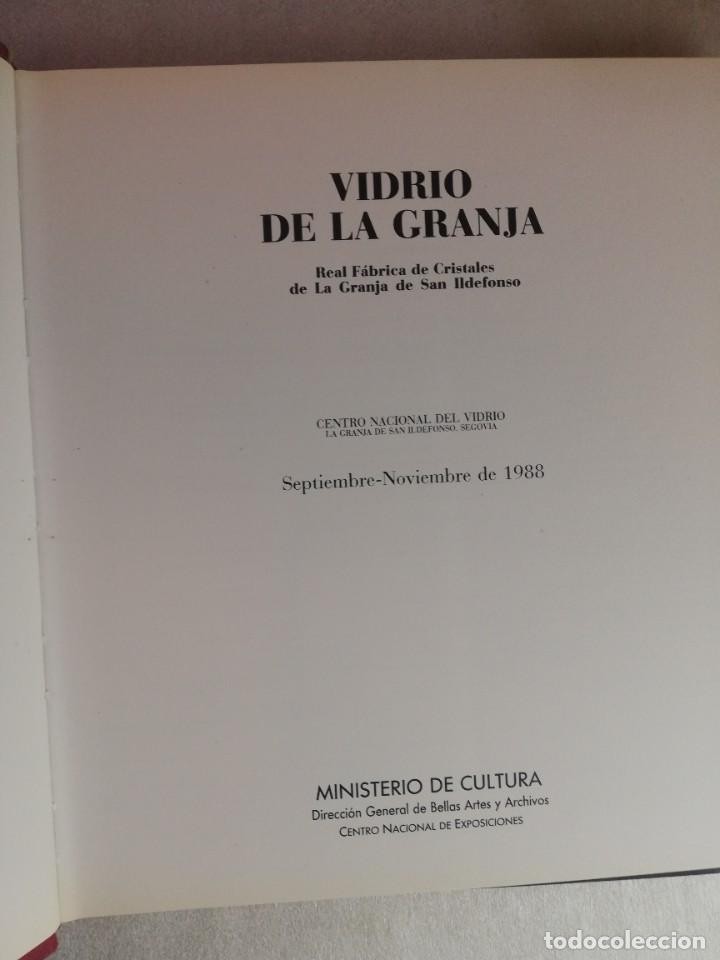 VIDRIO
DE LA GRANJA
Real Fábrica de Cristales
de La Granja de San Ildefonso
CENTRO NACIONAL DEL VIDRIO
LA GRANJA DE SAN ILDEFONSO. SEGOVIA
Septiembre-Noviembre de 1988
MINISTERIO DE CULTURA
Dirección General de Bellas Artes y Archivos
CENTRO NACIONAL DE EXPOSICIONES
todocoleccion